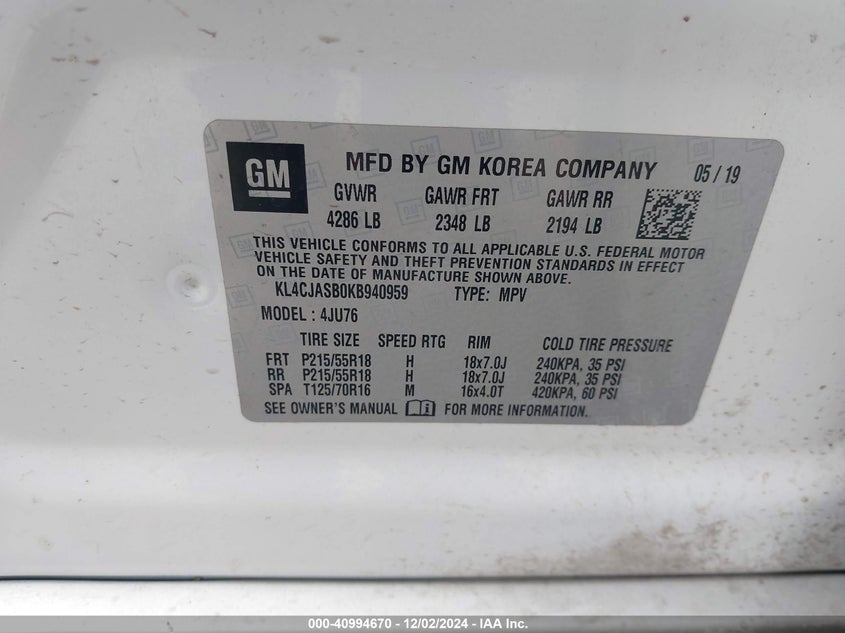 GM MFD BY GM KOREA COMPANY 05 / 19
GVWR GAWR FRT GAWR RR
4286 LB 2348 LB 2194 LB
THIS VEHICLE CONFORMS TO ALL APPLICABLE U.S. FEDERAL MOTOR
VEHICLE SAFETY AND THEFT PREVENTION STANDARDS IN EFFECT
ON THE DATE OF MANUFACTURE SHOWN ABOVE.
KL4CJASB0KB940959 TYPE: MPV
MODEL : 4JU76
TIRE SIZE SPEED RTG RIM COLD TIRE PRESSURE
FRT P215/55R18 H 18x7.0J 240KPA, 35 PSI
RR P215/55R18 H 18x7.0J 240KPA, 35 PSI
SPA T125/70R16 M 16x4.0T 420KPA, 60 PSI
SEE OWNER'S MANUAL FOR MORE INFORMATION.
000-40994670 - 12/02/2024 - IAA Inc.